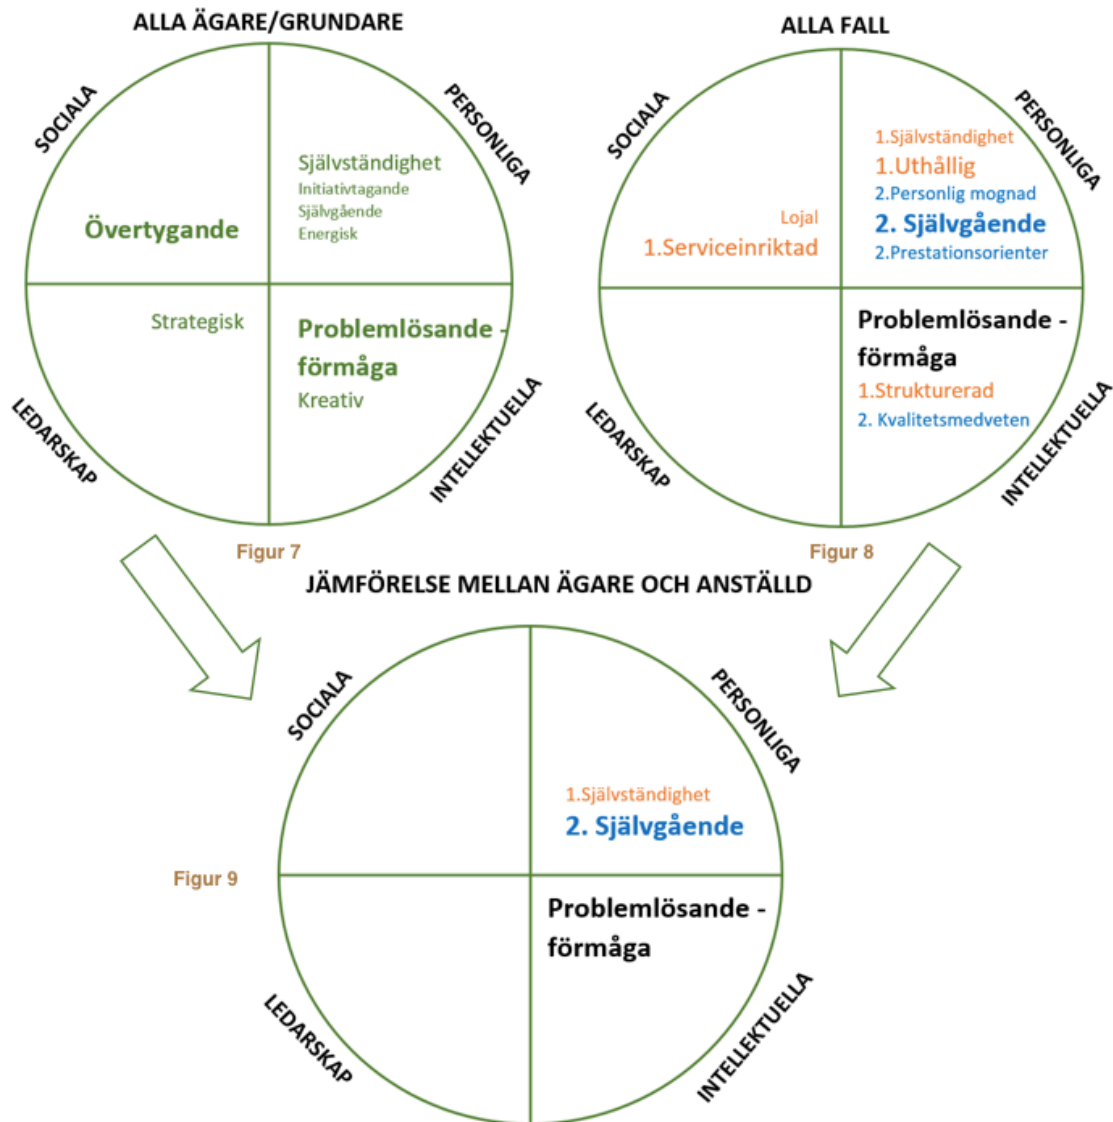 ALLA ÄGARE/GRUNDARE
SOCIALA
PERSONLIGA
Självständighet
Initiativtagande
Självgående
Energisk
Övertygande
Strategisk
Problemlösande -
förmåga
Kreativ
LEDARSKAP
INTELLEKTUELLA
Figur 7
ALLA FALL
SOCIALA
PERSONLIGA
1.Självständighet
1.Uthållig
2.Personlig mognad
2. Självgående
2.Prestationsorienter
Lojal
1.Serviceinriktad
Problemlösande -
förmåga
1.Strukturerad
2. Kvalitetsmedveten
LEDARSKAP
INTELLEKTUELLA
Figur 8
JÄMFÖRELSE MELLAN ÄGARE OCH ANSTÄLLD
SOCIALA
PERSONLIGA
1.Självständighet
2. Självgående
Figur 9
Problemlösande -
förmåga
LEDARSKAP
INTELLEKTUELLA